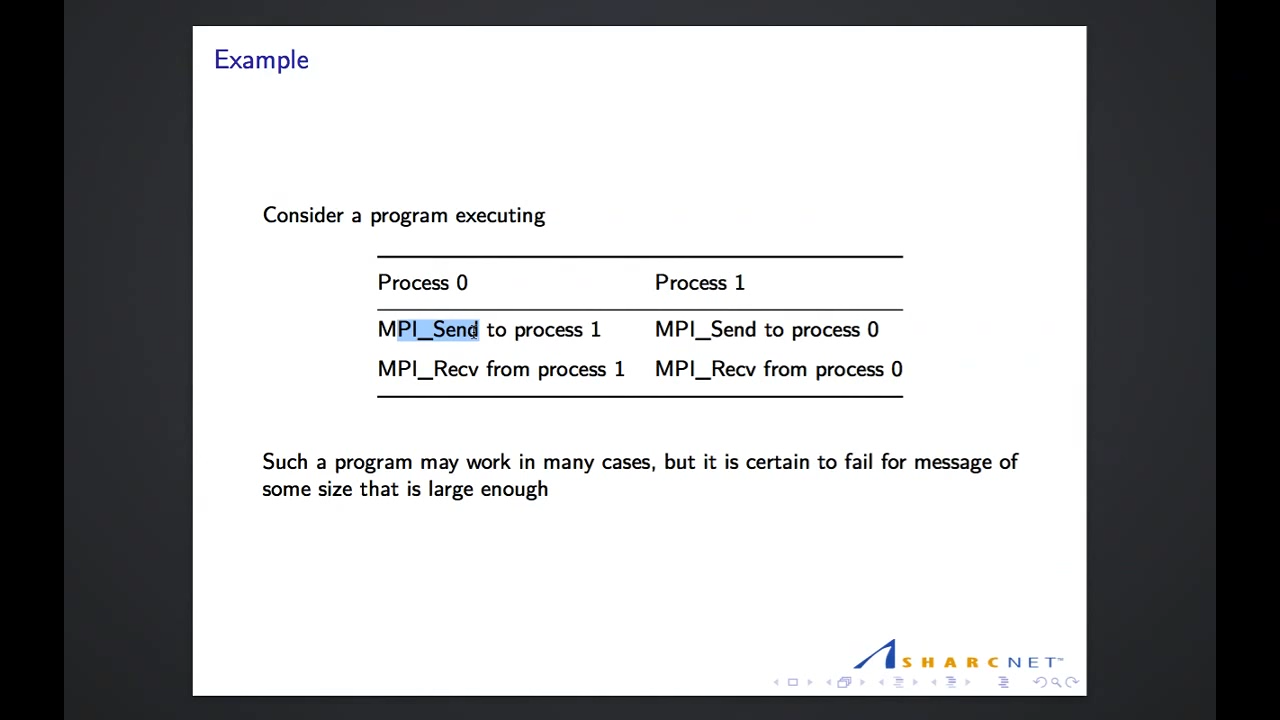 Example
Consider a program executing
Process 0 Process 1
MPI_Send to process 1 MPI_Send to process 0
MPI_Recv from process 1 MPI_Recv from process 0
Such a program may work in many cases, but it is certain to fail for message of
some size that is large enough
SHARCNET™